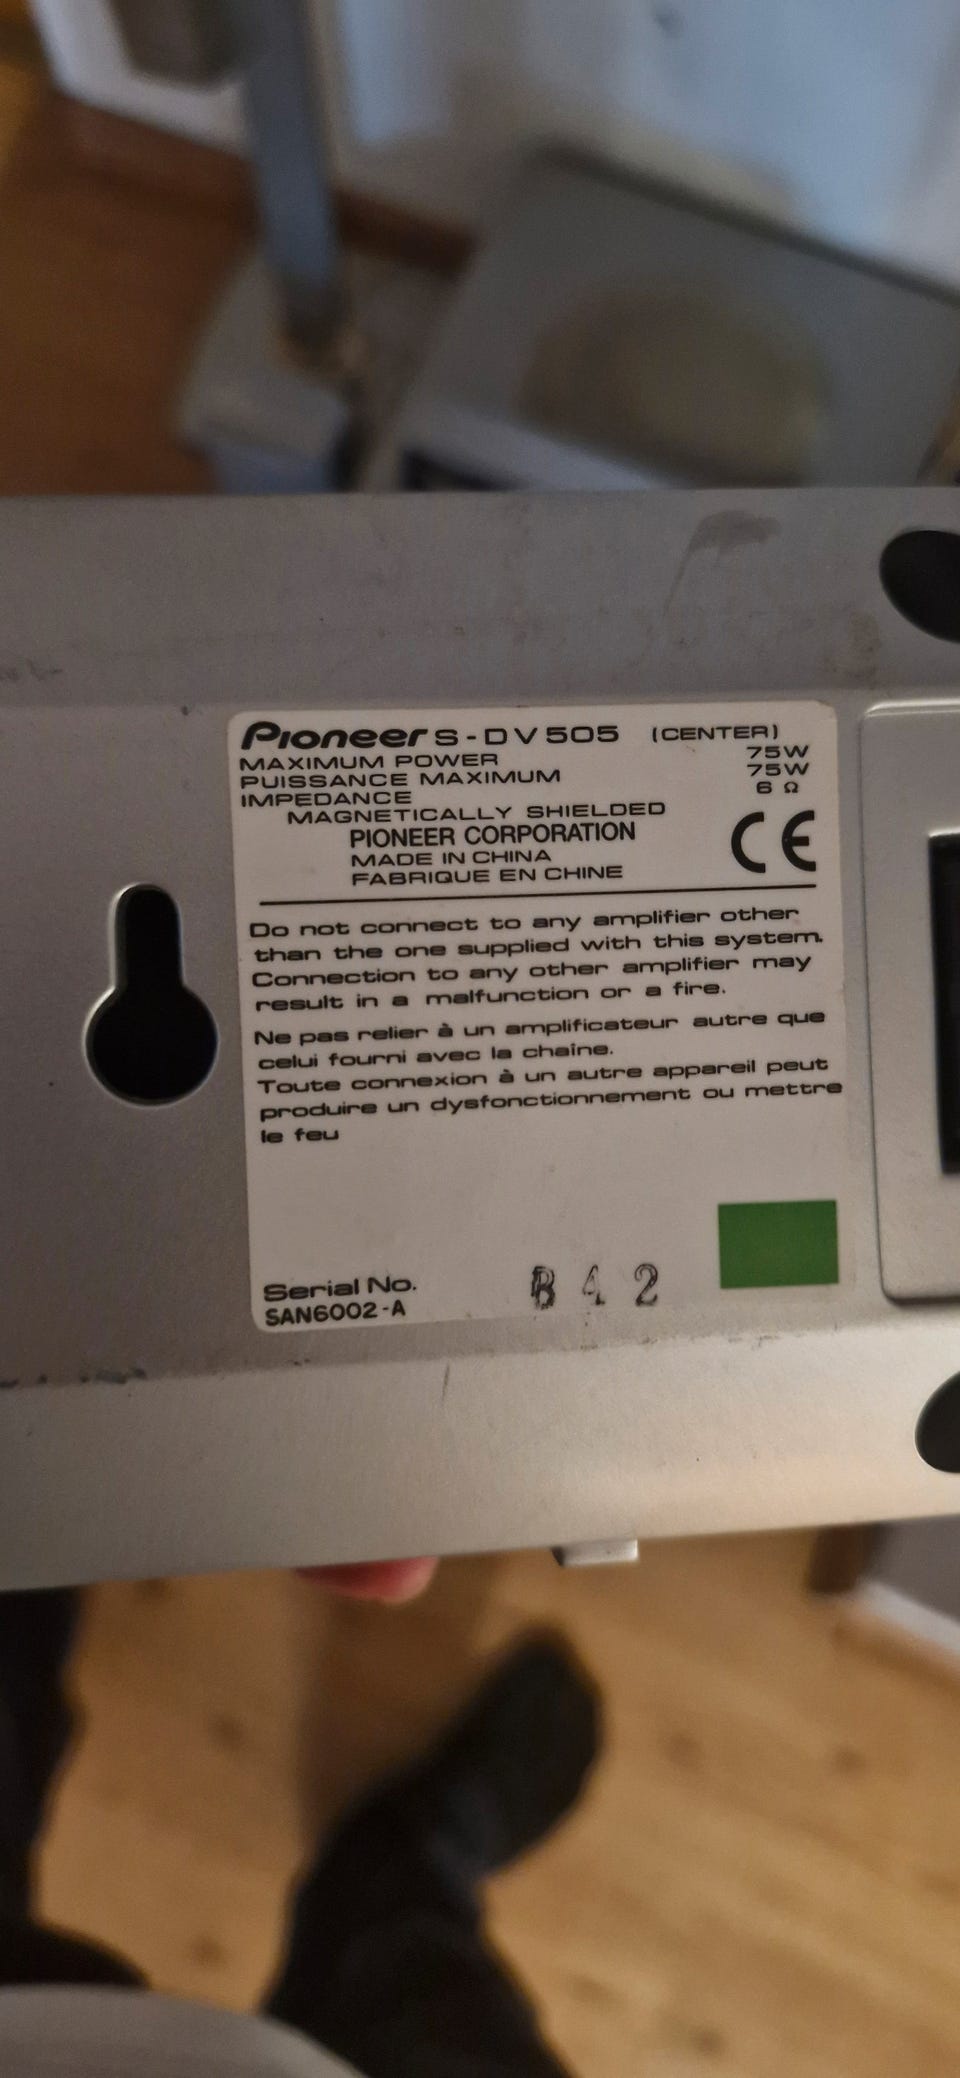 Pioneer S-DV505 (CENTER)
MAXIMUM POWER 75W
PUISSANCE MAXIMUM 75W
IMPEDANCE 6 Ω
MAGNETICALLY SHIELDED
PIONEER CORPORATION
MADE IN CHINA
FABRIQUE EN CHINE
CE
Do not connect to any amplifier other
than the one supplied with this system.
Connection to any other amplifier may
result in a malfunction or a fire.
Ne pas relier à un amplificateur autre que
celui fourni avec la chaîne.
Toute connexion à un autre appareil peut
produire un dysfonctionnement ou mettre
le feu
Serial No. B 4 2
SAN6002-A